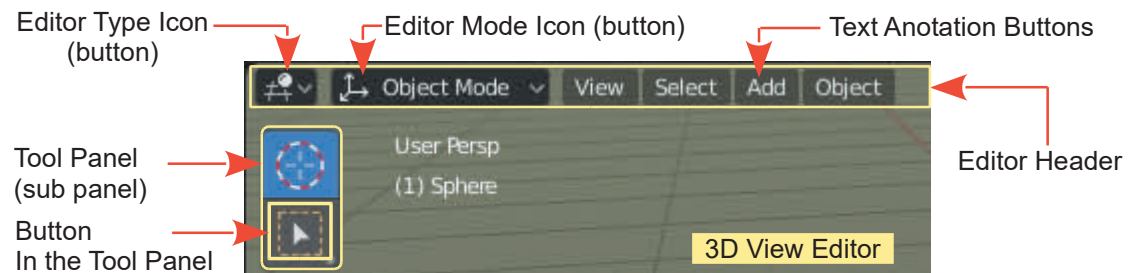 Editor Type Icon
(button)
Editor Mode Icon (button)
Text Anotation Buttons
Object Mode
View
Select
Add
Object
User Persp
(1) Sphere
Tool Panel
(sub panel)
Editor Header
Button
In the Tool Panel
3D View Editor